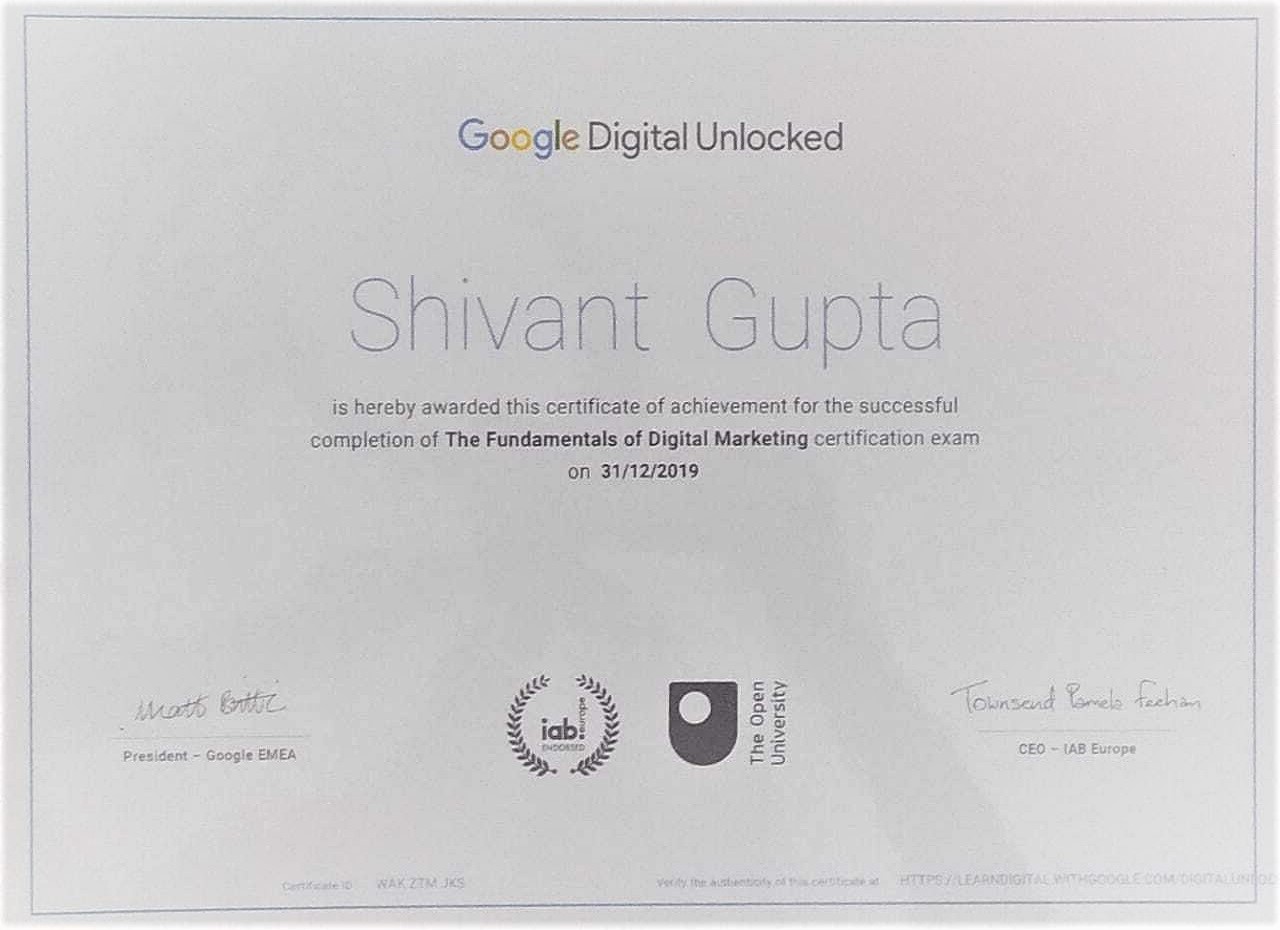 Google Digital Unlocked
Shivant Gupta
is hereby awarded this certificate of achievement for the successful
completion of The Fundamentals of Digital Marketing certification exam
on 31/12/2019
Matt Brittin
President – Google EMEA
iab:europe
ENDORSED
The Open
University
Townsend Pamela Feehan
CEO – IAB Europe
Certificate ID WAK ZTM JKS
Verify the authenticity of this certificate at HTTPS://LEARNDIGITAL.WITHGOOGLE.COM/DIGITALUNLOC